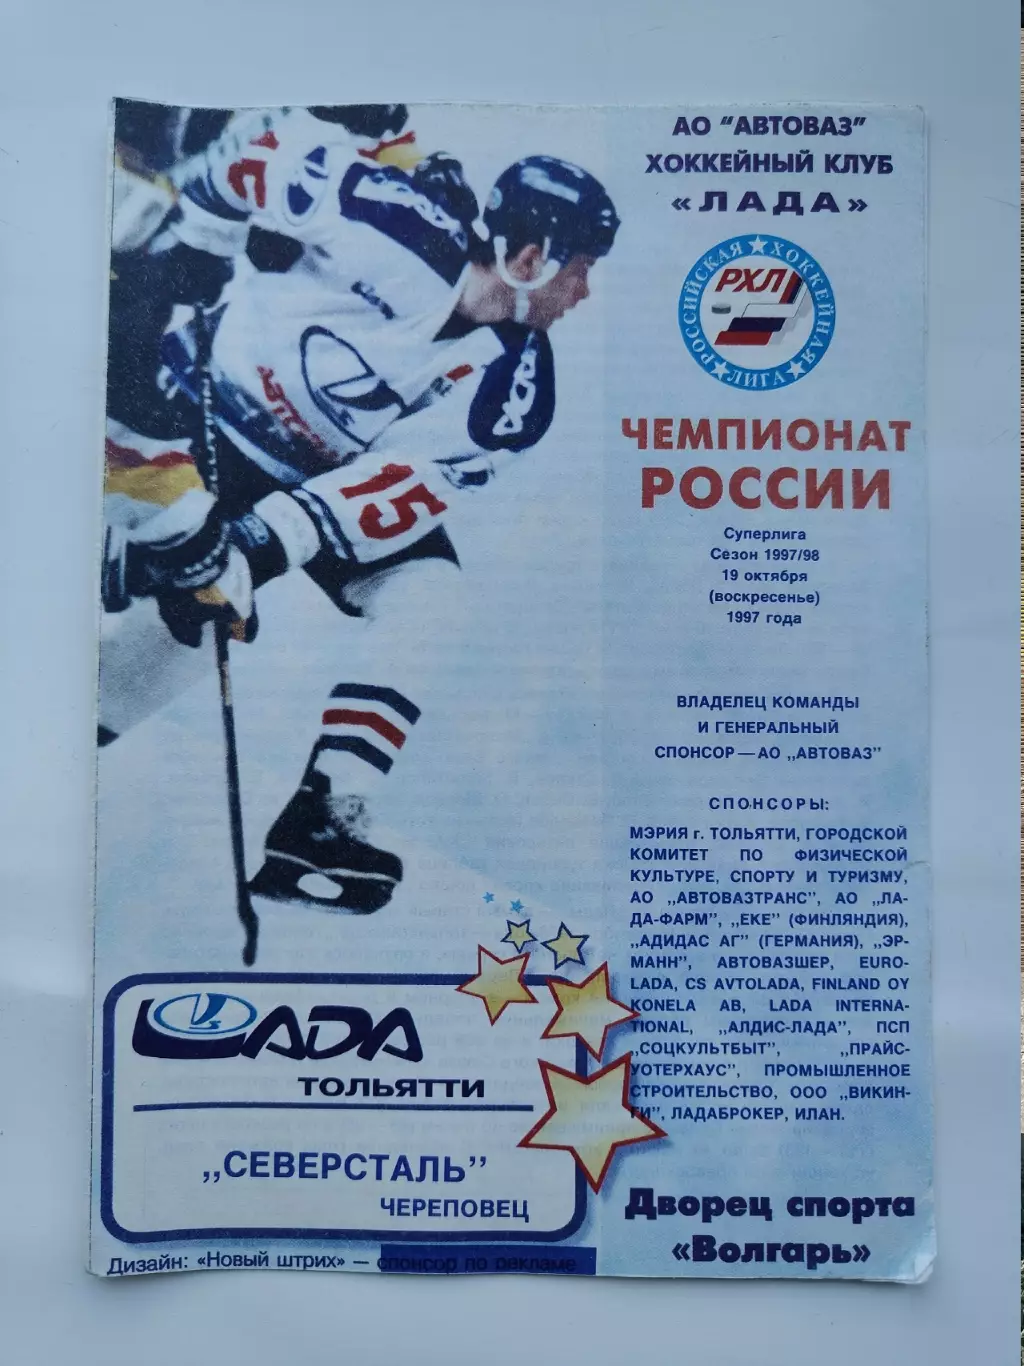 АО "АВТОВАЗ"
ХОККЕЙНЫЙ КЛУБ
«ЛАДА»
РОССИЙСКАЯ ХОККЕЙНАЯ ЛИГА
РХЛ
ЧЕМПИОНАТ
РОССИИ
Суперлига
Сезон 1997/98
19 октября
(воскресенье)
1997 года
ВЛАДЕЛЕЦ КОМАНДЫ
И ГЕНЕРАЛЬНЫЙ
СПОНСОР—АО „АВТОВАЗ"
СПОНСОРЫ:
МЭРИЯ г. ТОЛЬЯТТИ, ГОРОДСКОЙ
КОМИТЕТ ПО ФИЗИЧЕСКОЙ
КУЛЬТУРЕ, СПОРТУ И ТУРИЗМУ,
АО „АВТОВАЗТРАНС", АО „ЛА-
ДА-ФАРМ", "ЕКЕ" (ФИНЛЯНДИЯ),
„АДИДАС АГ" (ГЕРМАНИЯ), „ЭР-
МАНН", АВТОВАЗШЕР, EURO-
LADA, CS AVTOLADA, FINLAND OY
KONELA AB, LADA INTERNA-
TIONAL, „АЛДИС-ЛАДА", ПСП
„СОЦКУЛЬТБЫТ", „ПРАЙС-
УОТЕРХАУС", ПРОМЫШЛЕННОЕ
СТРОИТЕЛЬСТВО, ООО „ВИКИН-
ГИ", ЛАДАБРОКЕР, ИЛАН.
15
LADA
ТОЛЬЯТТИ
„СЕВЕРСТАЛЬ"
ЧЕРЕПОВЕЦ
Дворец спорта
«Волгарь»
Дизайн: «Новый штрих» — спонсор по рекламе